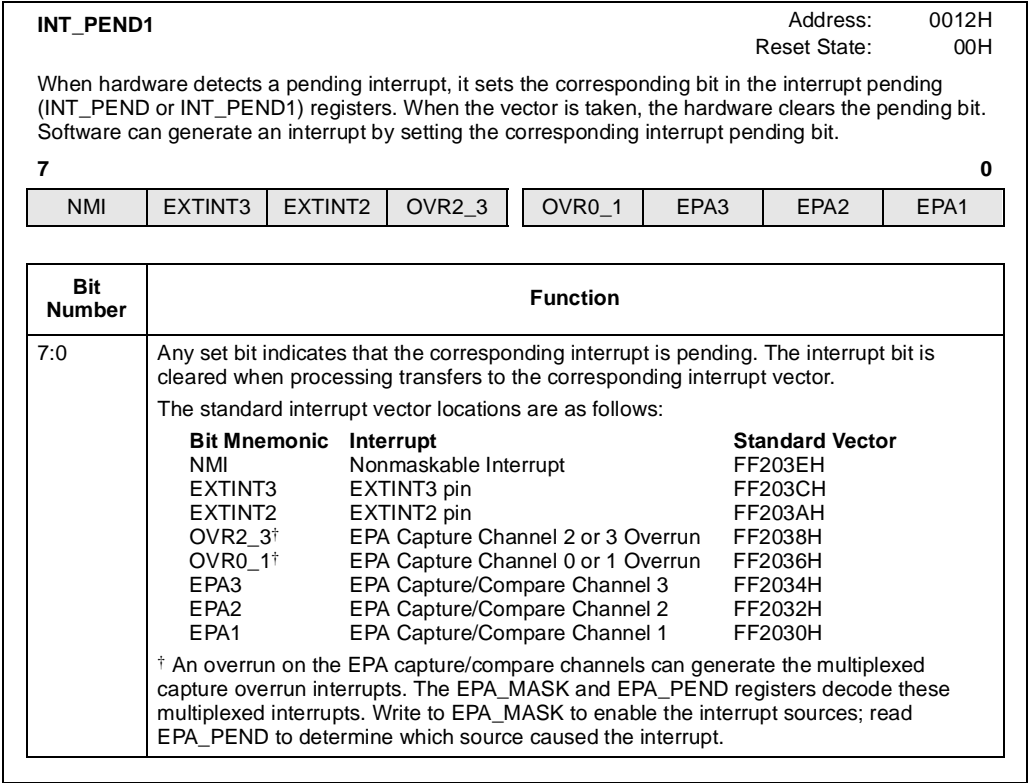 INT_PEND1 Address: 0012H
Reset State: 00H
When hardware detects a pending interrupt, it sets the corresponding bit in the interrupt pending
(INT_PEND or INT_PEND1) registers. When the vector is taken, the hardware clears the pending bit.
Software can generate an interrupt by setting the corresponding interrupt pending bit.
7 0
NMI EXTINT3 EXTINT2 OVR2_3 OVR0_1 EPA3 EPA2 EPA1
Bit
Number
Function
7:0 Any set bit indicates that the corresponding interrupt is pending. The interrupt bit is
cleared when processing transfers to the corresponding interrupt vector.
The standard interrupt vector locations are as follows:
Bit Mnemonic Interrupt Standard Vector
NMI Nonmaskable Interrupt FF203EH
EXTINT3 EXTINT3 pin FF203CH
EXTINT2 EXTINT2 pin FF203AH
OVR2_3† EPA Capture Channel 2 or 3 Overrun FF2038H
OVR0_1† EPA Capture Channel 0 or 1 Overrun FF2036H
EPA3 EPA Capture/Compare Channel 3 FF2034H
EPA2 EPA Capture/Compare Channel 2 FF2032H
EPA1 EPA Capture/Compare Channel 1 FF2030H
† An overrun on the EPA capture/compare channels can generate the multiplexed
capture overrun interrupts. The EPA_MASK and EPA_PEND registers decode these
multiplexed interrupts. Write to EPA_MASK to enable the interrupt sources; read
EPA_PEND to determine which source caused the interrupt.